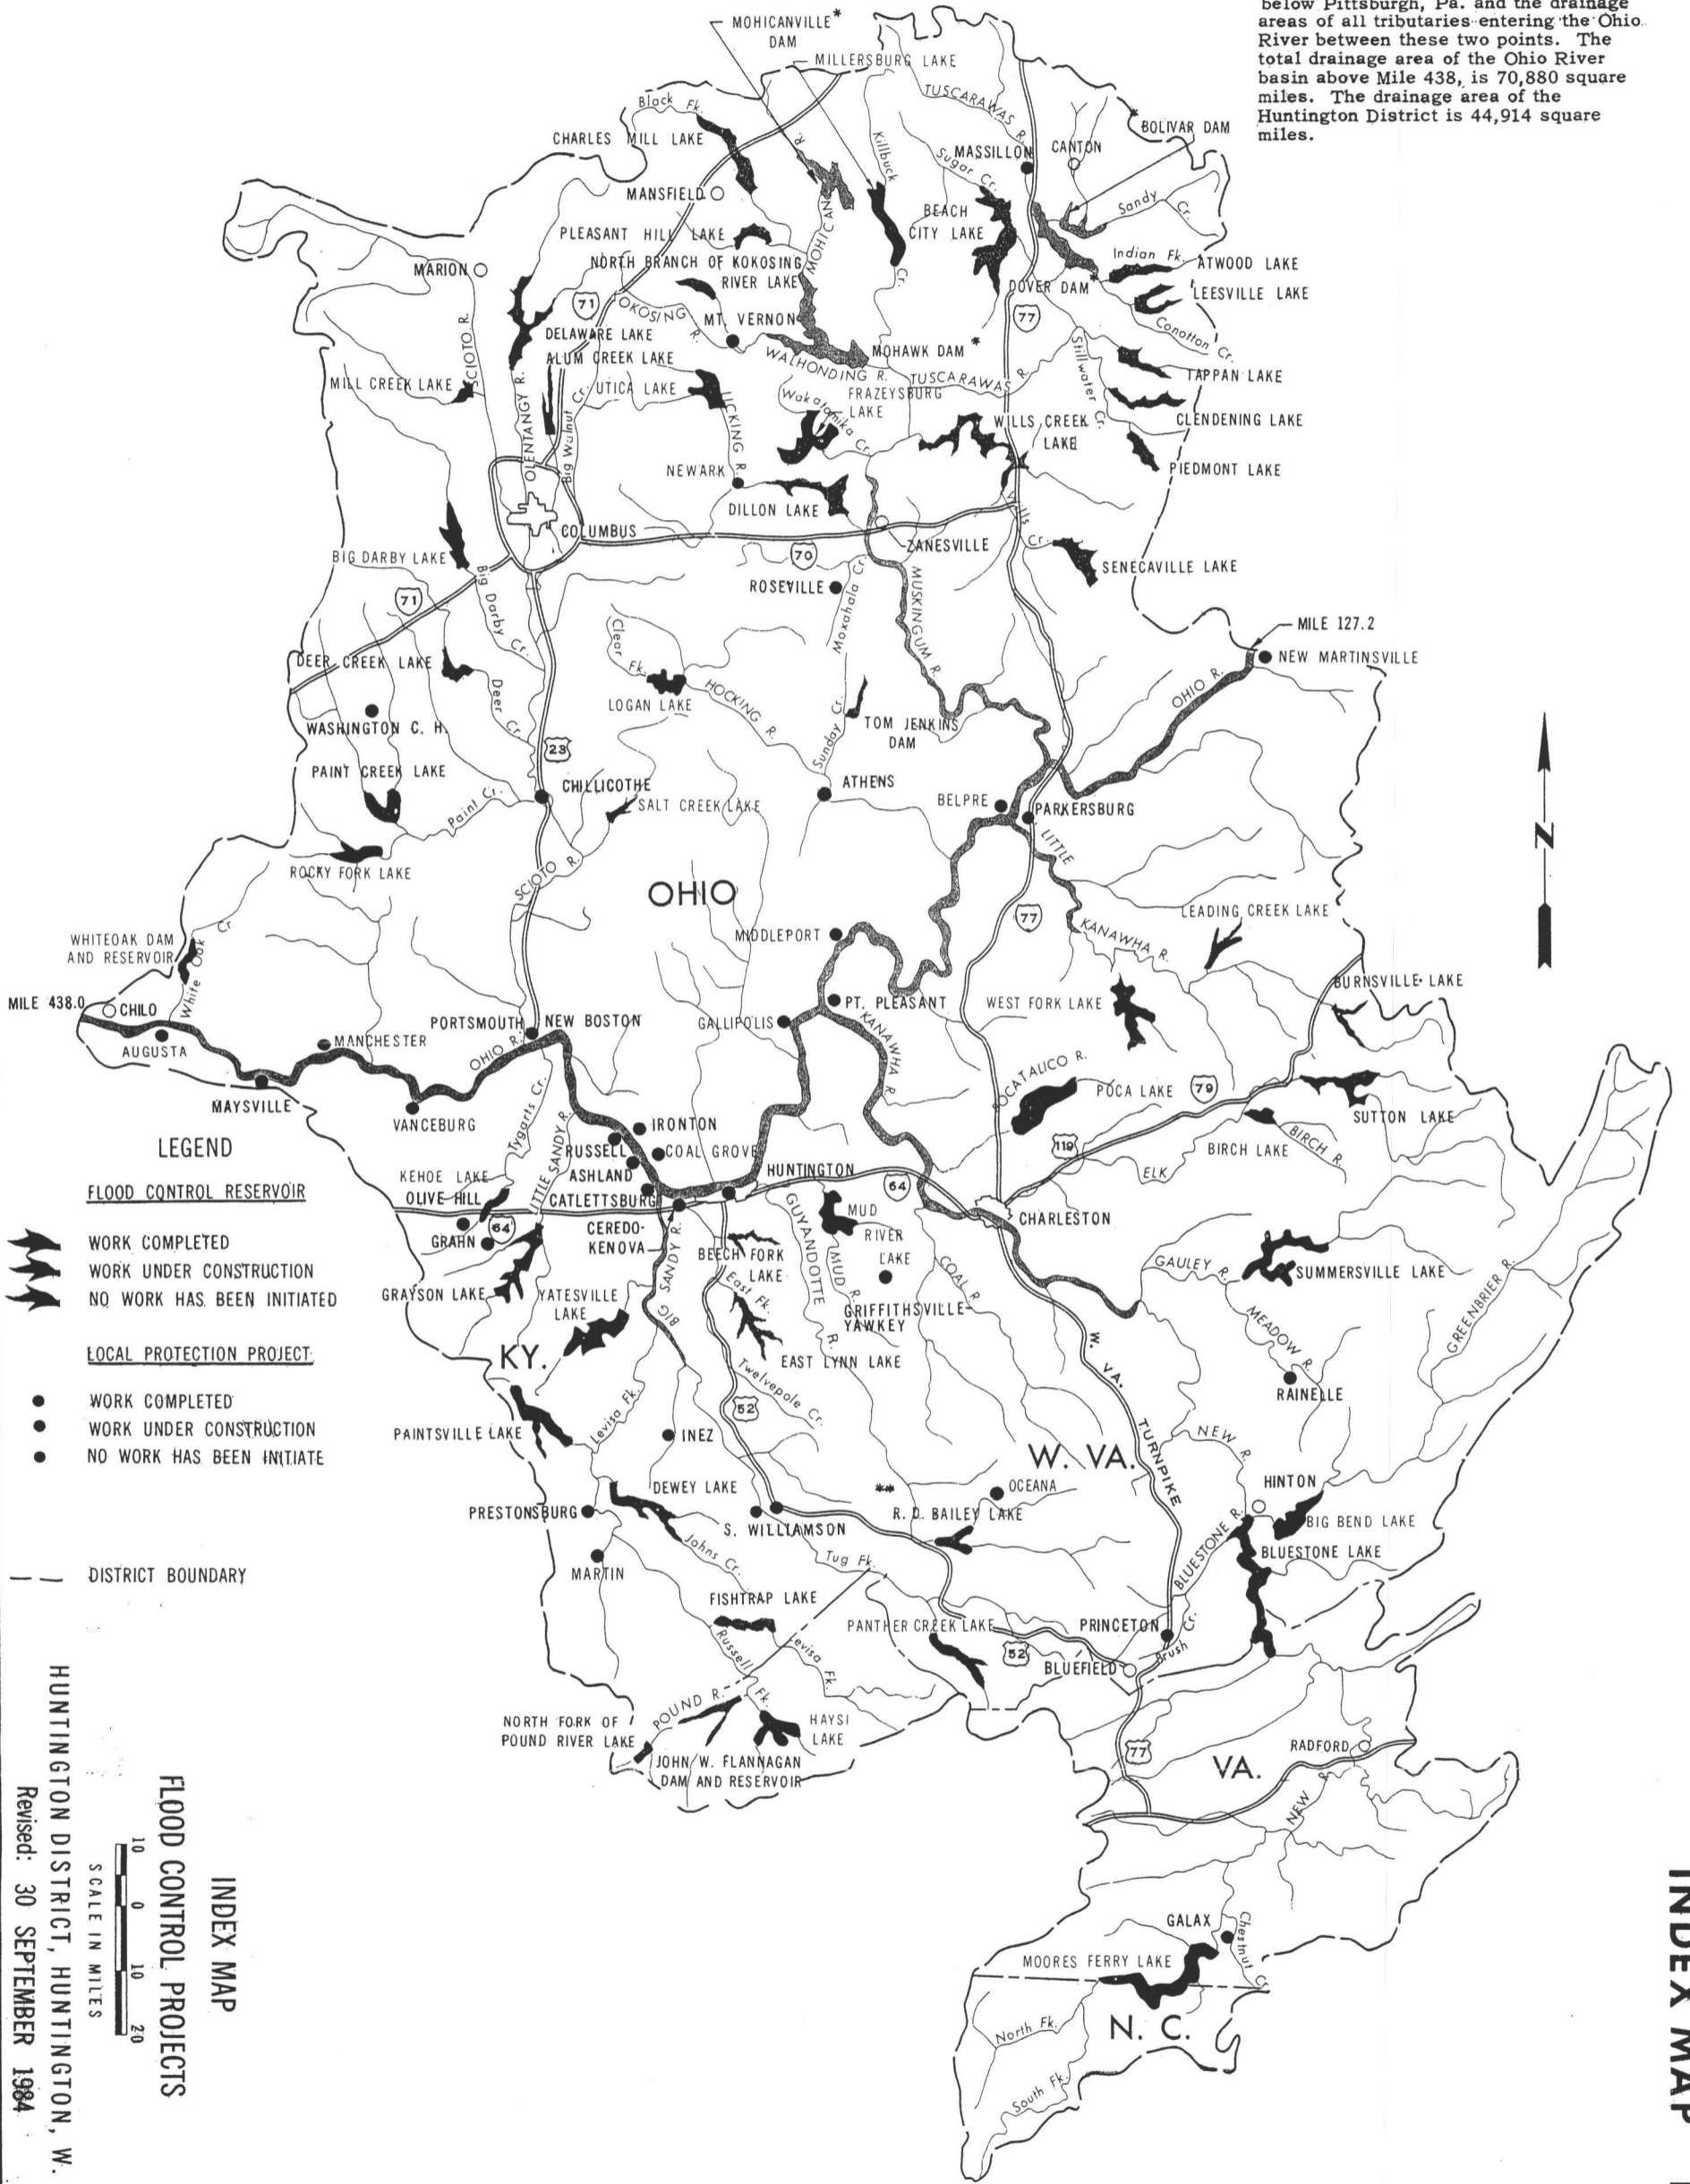 below Pittsburgh, Pa. and the drainage
areas of all tributaries entering the Ohio
River between these two points. The
total drainage area of the Ohio River
basin above Mile 438, is 70,880 square
miles. The drainage area of the
Huntington District is 44,914 square
miles.
MOHICANVILLE*
DAM
MILLERSBURG LAKE
Black Fk.
TUSCARAWAS R.
CHARLES MILL LAKE
R.
Killbuck
Cr.
Sugar Cr.
MASSILLON
CANTON
*
BOLIVAR DAM
MANSFIELD
MOHICAN
BEACH
CITY LAKE
Sandy Cr.
PLEASANT HILL LAKE
MARION
NORTH BRANCH OF KOKOSING
RIVER LAKE
Indian Fk.
ATWOOD LAKE
DOVER DAM*
LEESVILLE LAKE
71
OKOSING R.
MT. VERNON
77
Conotton Cr.
SCIOTO R.
DELAWARE LAKE
ALUM CREEK LAKE
MOHAWK DAM *
WALHONDING R.
TUSCARAWAS R.
Stillwater Cr.
TAPPAN LAKE
MILL CREEK LAKE
UTICA LAKE
Wakatomika Cr.
FRAZEYSBURG
LAKE
CLENDENING LAKE
OLENTANGY R.
Big Walnut Cr.
LICKING R.
WILLS CREEK
LAKE
PIEDMONT LAKE
NEWARK
DILLON LAKE
COLUMBUS
70
ZANESVILLE
Wills
Cr.
SENECAVILLE LAKE
BIG DARBY LAKE
Big Darby Cr.
71
ROSEVILLE
Moxahala Cr.
MUSKINGUM R.
MILE 127.2
NEW MARTINSVILLE
DEER CREEK LAKE
Deer Cr.
Clear
Fk.
LOGAN LAKE
HOCKING R.
Sunday Cr.
OHIO R.
WASHINGTON C. H.
TOM JENKINS
DAM
23
PAINT CREEK LAKE
Paint Cr.
CHILLICOTHE
SALT CREEK LAKE
ATHENS
BELPRE
PARKERSBURG
N
ROCKY FORK LAKE
SCIOTO R.
OHIO
LITTLE
KANAWHA R.
77
LEADING CREEK LAKE
WHITEOAK DAM
AND RESERVOIR
White Oak Cr
MIDDLEPORT
BURNSVILLE LAKE
MILE 438.0
CHILO
AUGUSTA
MANCHESTER
PORTSMOUTH
NEW BOSTON
GALLIPOLIS
PT. PLEASANT
WEST FORK LAKE
OHIO R.
KANAWHA R.
MAYSVILLE
VANCEBURG
Tygarts Cr.
LITTLE SANDY R.
IRONTON
RUSSELL
COAL GROVE
OCATALICO R.
POCA LAKE
79
SUTTON LAKE
119
BIRCH LAKE
BIRCH R.
ELK
LEGEND
FLOOD CONTROL RESERVOIR
WORK COMPLETED
WORK UNDER CONSTRUCTION
NO WORK HAS BEEN INITIATED
LOCAL PROTECTION PROJECT
WORK COMPLETED
WORK UNDER CONSTRUCTION
NO WORK HAS BEEN INITIATE
DISTRICT BOUNDARY
KEHOE LAKE
OLIVE HILL
ASHLAND
CATLETTSBURG
HUNTINGTON
64
GRAHN
64
CEREDO-
KENOVA
BEECH FORK
LAKE
GUYANDOTTE R.
MUD R.
MUD
RIVER
LAKE
CHARLESTON
GRAYSON LAKE
YATESVILLE
LAKE
BIG SANDY R.
East Fk.
COAL R.
GAULEY R.
SUMMERSVILLE LAKE
GRIFFITHSVILLE-
YAWKEY
MEADOW R.
GREENBRIER R.
KY.
EAST LYNN LAKE
W. VA. TURNPIKE
RAINELLE
Twelvepole Cr.
52
PAINTSVILLE LAKE
Levisa Fk.
INEZ
W. VA.
NEW R.
DEWEY LAKE
**
R. D. BAILEY LAKE
OCEANA
HINTON
PRESTONSBURG
S. WILLIAMSON
BIG BEND LAKE
Johns Cr.
Tug Fk.
BLUESTONE R.
BLUESTONE LAKE
MARTIN
FISHTRAP LAKE
PANTHER CREEK LAKE
PRINCETON
Brush Cr.
52
BLUEFIELD
Russell Fk.
Levisa Fk.
POUND R.
NORTH FORK OF
POUND RIVER LAKE
HAYSI
LAKE
JOHN W. FLANNAGAN
DAM AND RESERVOIR
77
RADFORD
VA.
NEW R.
GALAX
Chestnut Cr.
MOORES FERRY LAKE
N. C.
North Fk.
South Fk.
INDEX MAP
FLOOD CONTROL PROJECTS
10 0 10 20
SCALE IN MILES
HUNTINGTON DISTRICT, HUNTINGTON, W.
Revised: 30 SEPTEMBER 1984
INDEX MAP